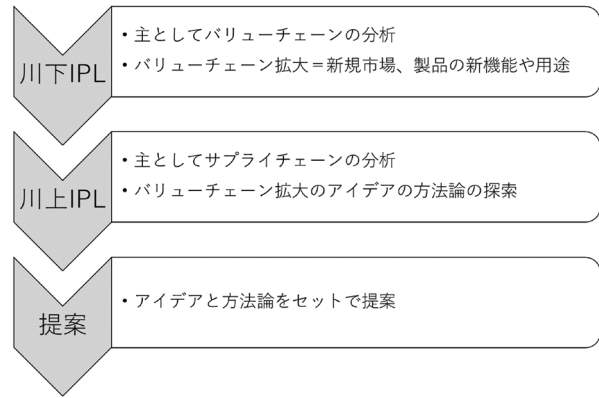 川下IPL
・主としてバリューチェーンの分析
・バリューチェーン拡大＝新規市場、製品の新機能や用途
川上IPL
・主としてサプライチェーンの分析
・バリューチェーン拡大のアイデアの方法論の探索
提案
・アイデアと方法論をセットで提案